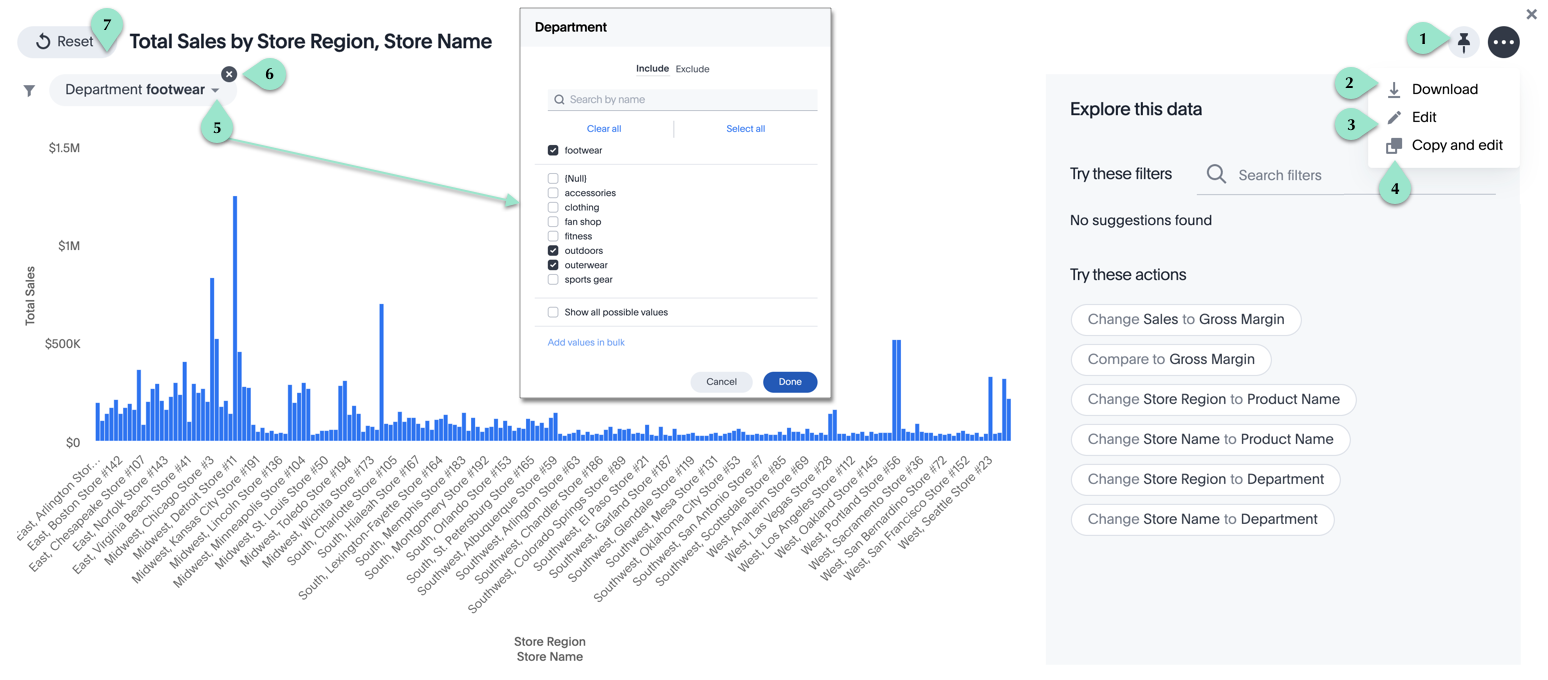 7
Reset
Total Sales by Store Region, Store Name
6
Department footwear
5
Department
Include Exclude
Search by name
Clear all
Select all
footwear
{Null}
accessories
clothing
fan shop
fitness
outdoors
outerwear
sports gear
Show all possible values
Add values in bulk
Cancel
Done
1
2
Download
3
Edit
Copy and edit
4
Explore this data
Try these filters
Search filters
No suggestions found
Try these actions
Change Sales to Gross Margin
Compare to Gross Margin
Change Store Region to Product Name
Change Store Name to Product Name
Change Store Region to Department
Change Store Name to Department
Total Sales
$1.5M
$1M
$500K
$0
East, Arlington Stor...
East, Boston Store #142
East, Chesapeake Store #107
East, Norfolk Store #143
East, Virginia Beach Store #41
Midwest, Chicago Store #3
Midwest, Detroit Store #11
Midwest, Kansas City Store #191
Midwest, Minneapolis Store #136
Midwest, Minneapolis Store #104
Midwest, St. Louis Store #50
Midwest, Toledo Store #194
Midwest, Wichita Store #173
South, Charlotte Store #105
South, Hialeah Store #167
South, Lexington-Fayette Store #164
South, Memphis Store #183
South, Montgomery Store #192
South, Orlando Store #153
South, St. Petersburg Store #165
Southwest, Albuquerque Store #59
Southwest, Arlington Store #63
Southwest, Chandler Store #186
Southwest, Colorado Springs Store #89
Southwest, El Paso Store #21
Southwest, Garland Store #187
Southwest, Glendale Store #119
Southwest, Mesa Store #131
Southwest, Oklahoma City Store #53
Southwest, San Antonio Store #7
Southwest, Scottsdale Store #85
West, Anaheim Store #69
West, Las Vegas Store #28
West, Los Angeles Store #112
West, Oakland Store #145
West, Portland Store #56
West, Sacramento Store #36
West, San Bernardino Store #72
West, San Francisco Store #152
West, Seattle Store #23
Store Region
Store Name